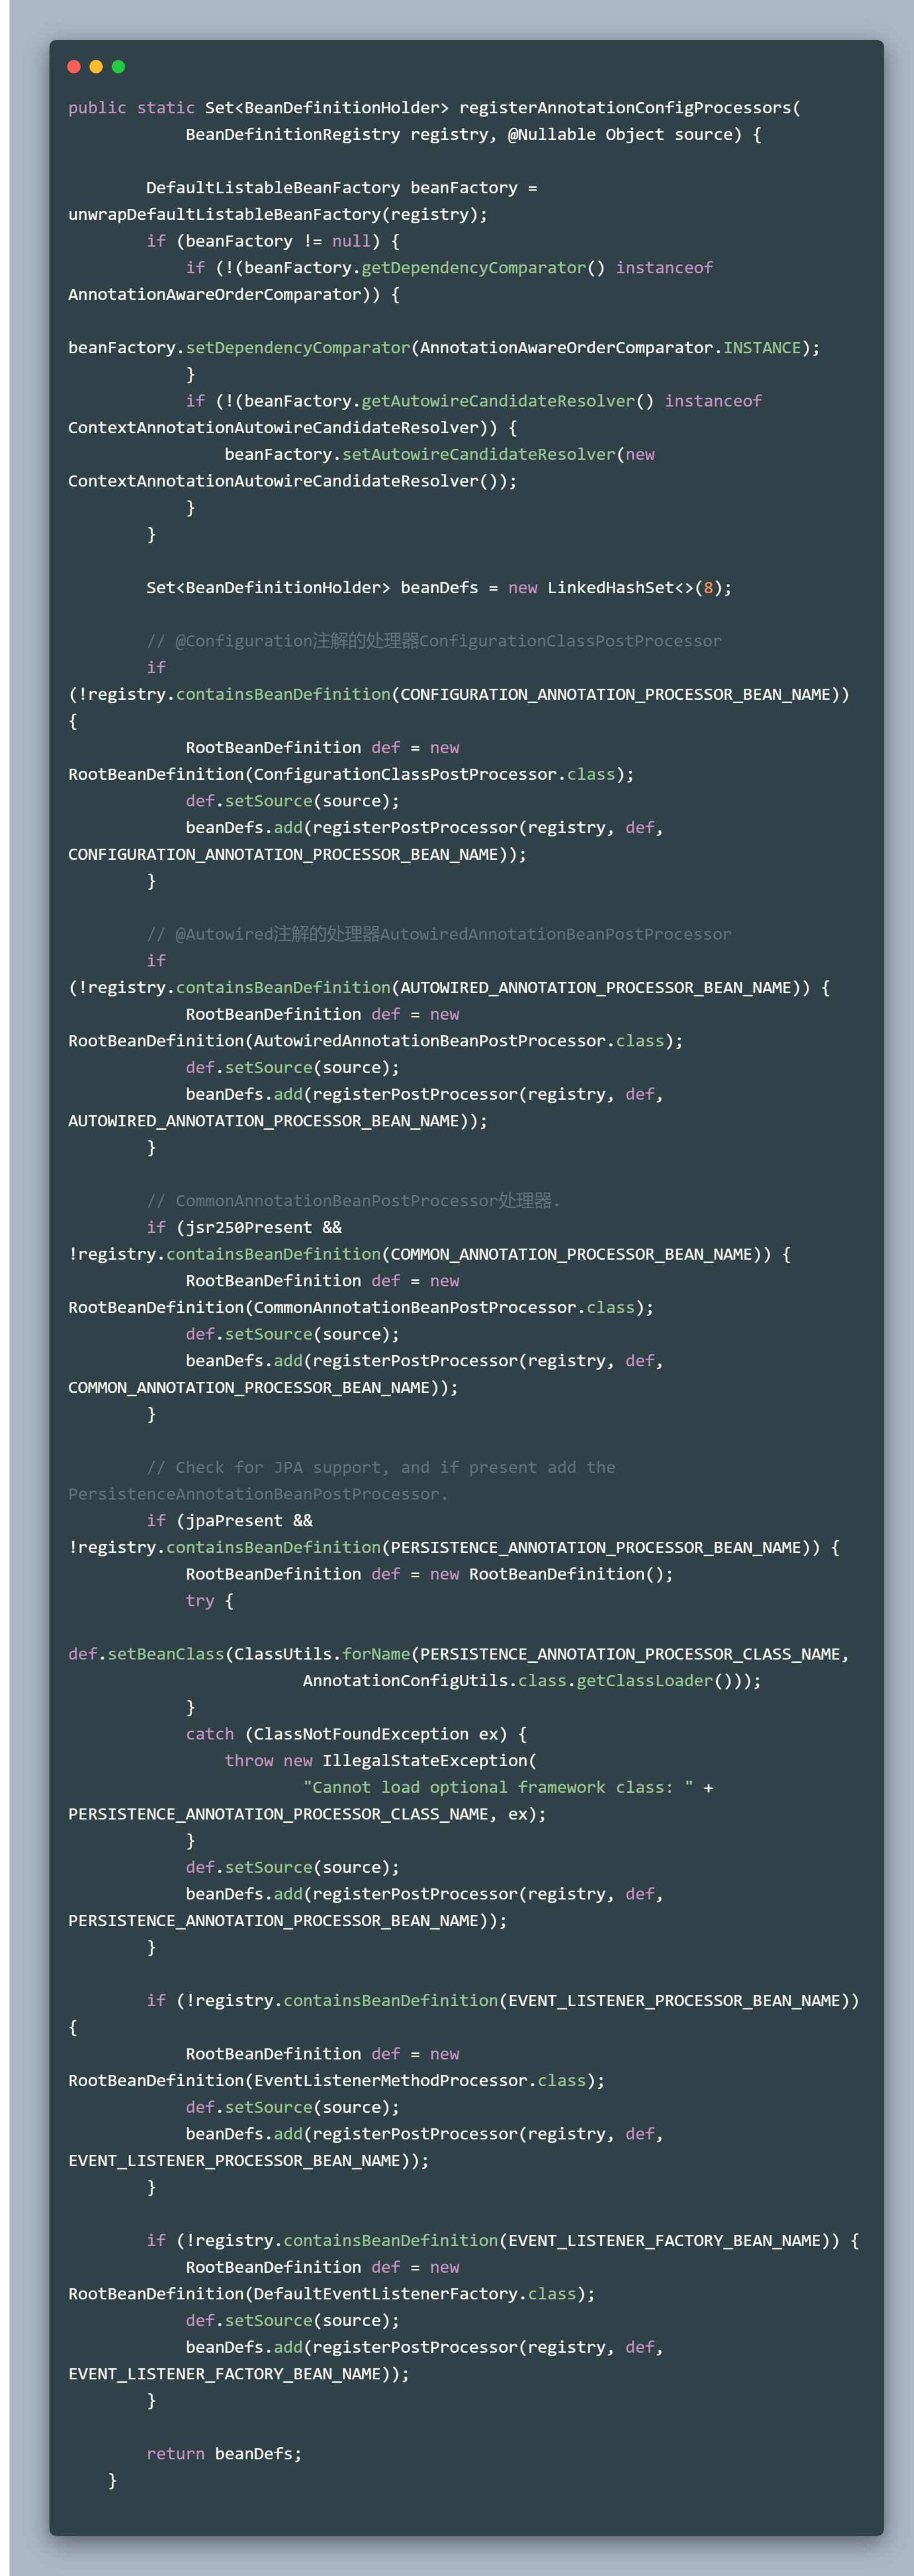 public static Set<BeanDefinitionHolder> registerAnnotationConfigProcessors(
            BeanDefinitionRegistry registry, @Nullable Object source) {

        DefaultListableBeanFactory beanFactory =
unwrapDefaultListableBeanFactory(registry);
        if (beanFactory != null) {
            if (!(beanFactory.getDependencyComparator() instanceof
AnnotationAwareOrderComparator)) {

beanFactory.setDependencyComparator(AnnotationAwareOrderComparator.INSTANCE);
            }
            if (!(beanFactory.getAutowireCandidateResolver() instanceof
ContextAnnotationAutowireCandidateResolver)) {
                beanFactory.setAutowireCandidateResolver(new
ContextAnnotationAutowireCandidateResolver());
            }
        }

        Set<BeanDefinitionHolder> beanDefs = new LinkedHashSet<>(8);

        // @Configuration注解的处理器ConfigurationClassPostProcessor
        if
(!registry.containsBeanDefinition(CONFIGURATION_ANNOTATION_PROCESSOR_BEAN_NAME))
{
            RootBeanDefinition def = new
RootBeanDefinition(ConfigurationClassPostProcessor.class);
            def.setSource(source);
            beanDefs.add(registerPostProcessor(registry, def,
CONFIGURATION_ANNOTATION_PROCESSOR_BEAN_NAME));
        }

        // @Autowired注解的处理器AutowiredAnnotationBeanPostProcessor
        if
(!registry.containsBeanDefinition(AUTOWIRED_ANNOTATION_PROCESSOR_BEAN_NAME)) {
            RootBeanDefinition def = new
RootBeanDefinition(AutowiredAnnotationBeanPostProcessor.class);
            def.setSource(source);
            beanDefs.add(registerPostProcessor(registry, def,
AUTOWIRED_ANNOTATION_PROCESSOR_BEAN_NAME));
        }

        // CommonAnnotationBeanPostProcessor处理器.
        if (jsr250Present &&
!registry.containsBeanDefinition(COMMON_ANNOTATION_PROCESSOR_BEAN_NAME)) {
            RootBeanDefinition def = new
RootBeanDefinition(CommonAnnotationBeanPostProcessor.class);
            def.setSource(source);
            beanDefs.add(registerPostProcessor(registry, def,
COMMON_ANNOTATION_PROCESSOR_BEAN_NAME));
        }

        // Check for JPA support, and if present add the
PersistenceAnnotationBeanPostProcessor.
        if (jpaPresent &&
!registry.containsBeanDefinition(PERSISTENCE_ANNOTATION_PROCESSOR_BEAN_NAME)) {
            RootBeanDefinition def = new RootBeanDefinition();
            try {

def.setBeanClass(ClassUtils.forName(PERSISTENCE_ANNOTATION_PROCESSOR_CLASS_NAME,
                        AnnotationConfigUtils.class.getClassLoader()));
            }
            catch (ClassNotFoundException ex) {
                throw new IllegalStateException(
                        "Cannot load optional framework class: " +
PERSISTENCE_ANNOTATION_PROCESSOR_CLASS_NAME, ex);
            }
            def.setSource(source);
            beanDefs.add(registerPostProcessor(registry, def,
PERSISTENCE_ANNOTATION_PROCESSOR_BEAN_NAME));
        }

        if (!registry.containsBeanDefinition(EVENT_LISTENER_PROCESSOR_BEAN_NAME))
{
            RootBeanDefinition def = new
RootBeanDefinition(EventListenerMethodProcessor.class);
            def.setSource(source);
            beanDefs.add(registerPostProcessor(registry, def,
EVENT_LISTENER_PROCESSOR_BEAN_NAME));
        }

        if (!registry.containsBeanDefinition(EVENT_LISTENER_FACTORY_BEAN_NAME)) {
            RootBeanDefinition def = new
RootBeanDefinition(DefaultEventListenerFactory.class);
            def.setSource(source);
            beanDefs.add(registerPostProcessor(registry, def,
EVENT_LISTENER_FACTORY_BEAN_NAME));
        }

        return beanDefs;
    }